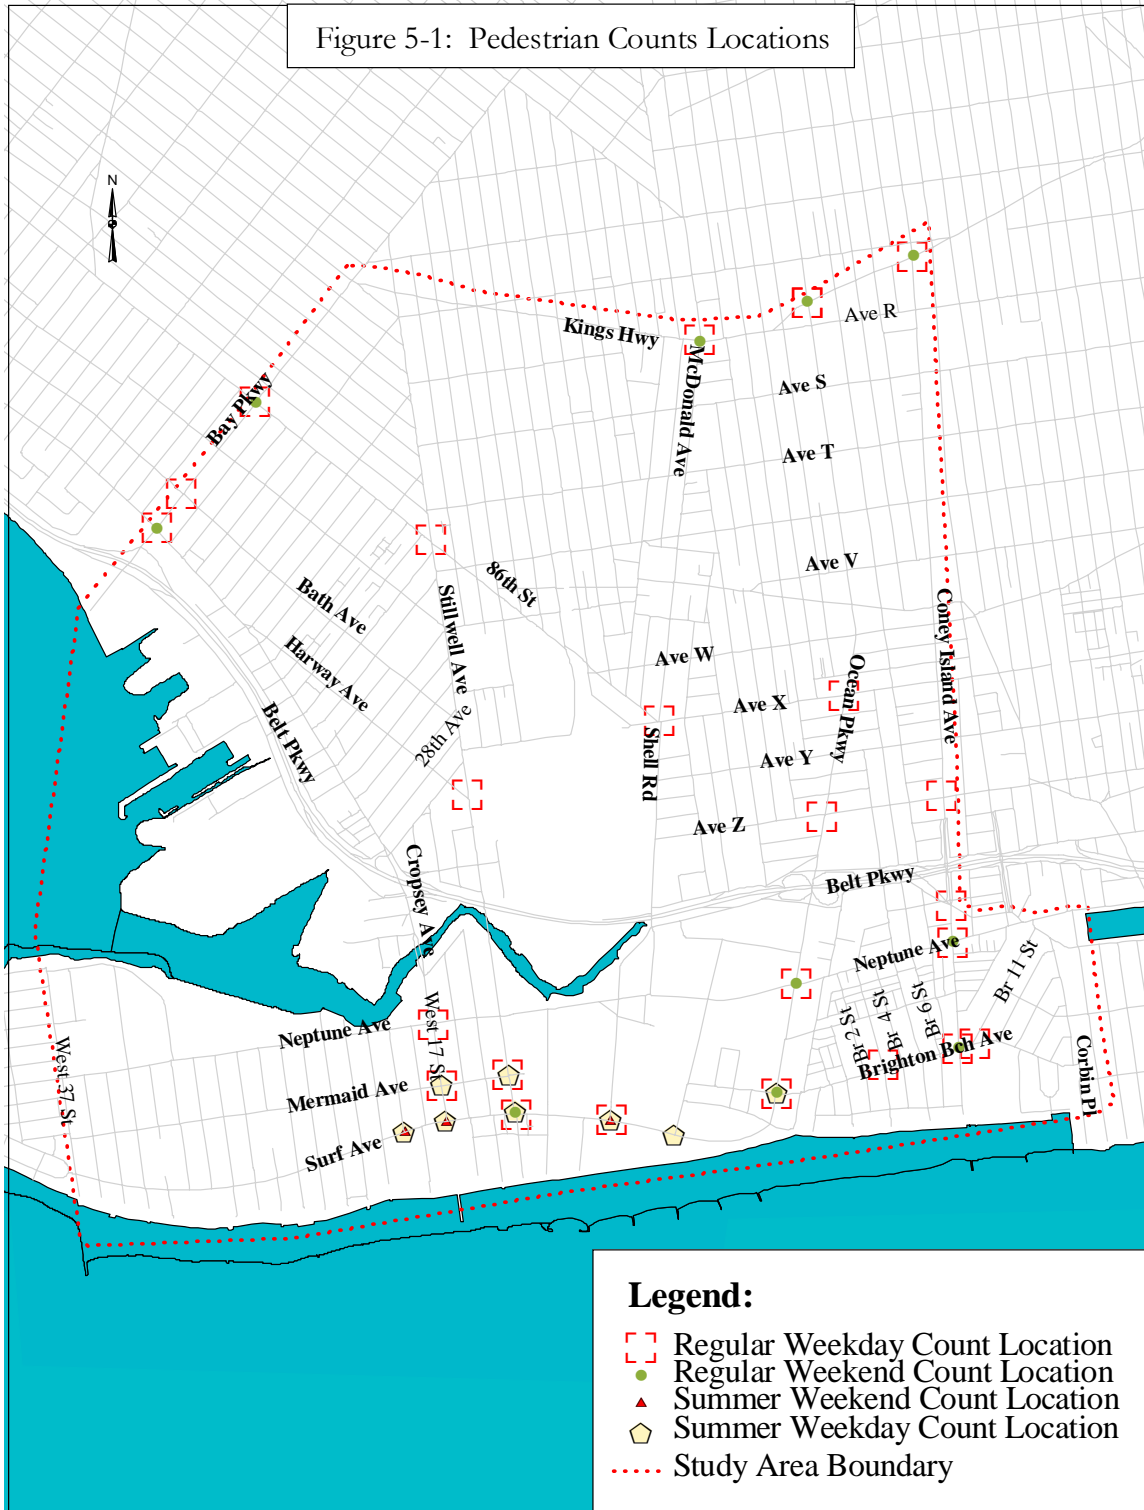 Figure 5-1: Pedestrian Counts Locations
N
Ave R
Kings Hwy
McDonald Ave
Ave S
Bay Pkwy
Ave T
Ave V
86th St
Bath Ave
Stillwell Ave
Coney Island Ave
Harway Ave
Ave W
Ocean Pkwy
Ave X
28th Ave
Belt Pkwy
Shell Rd
Ave Y
Ave Z
Cropsey Ave
Belt Pkwy
Neptune Ave
Br 11 St
Br 6 St
Br 4 St
Br 2 St
West 17 St
Neptune Ave
Brighton Bch Ave
West 37 St
Corbin Pl
Mermaid Ave
Surf Ave
Legend:
Regular Weekday Count Location
Regular Weekend Count Location
Summer Weekend Count Location
Summer Weekday Count Location
Study Area Boundary